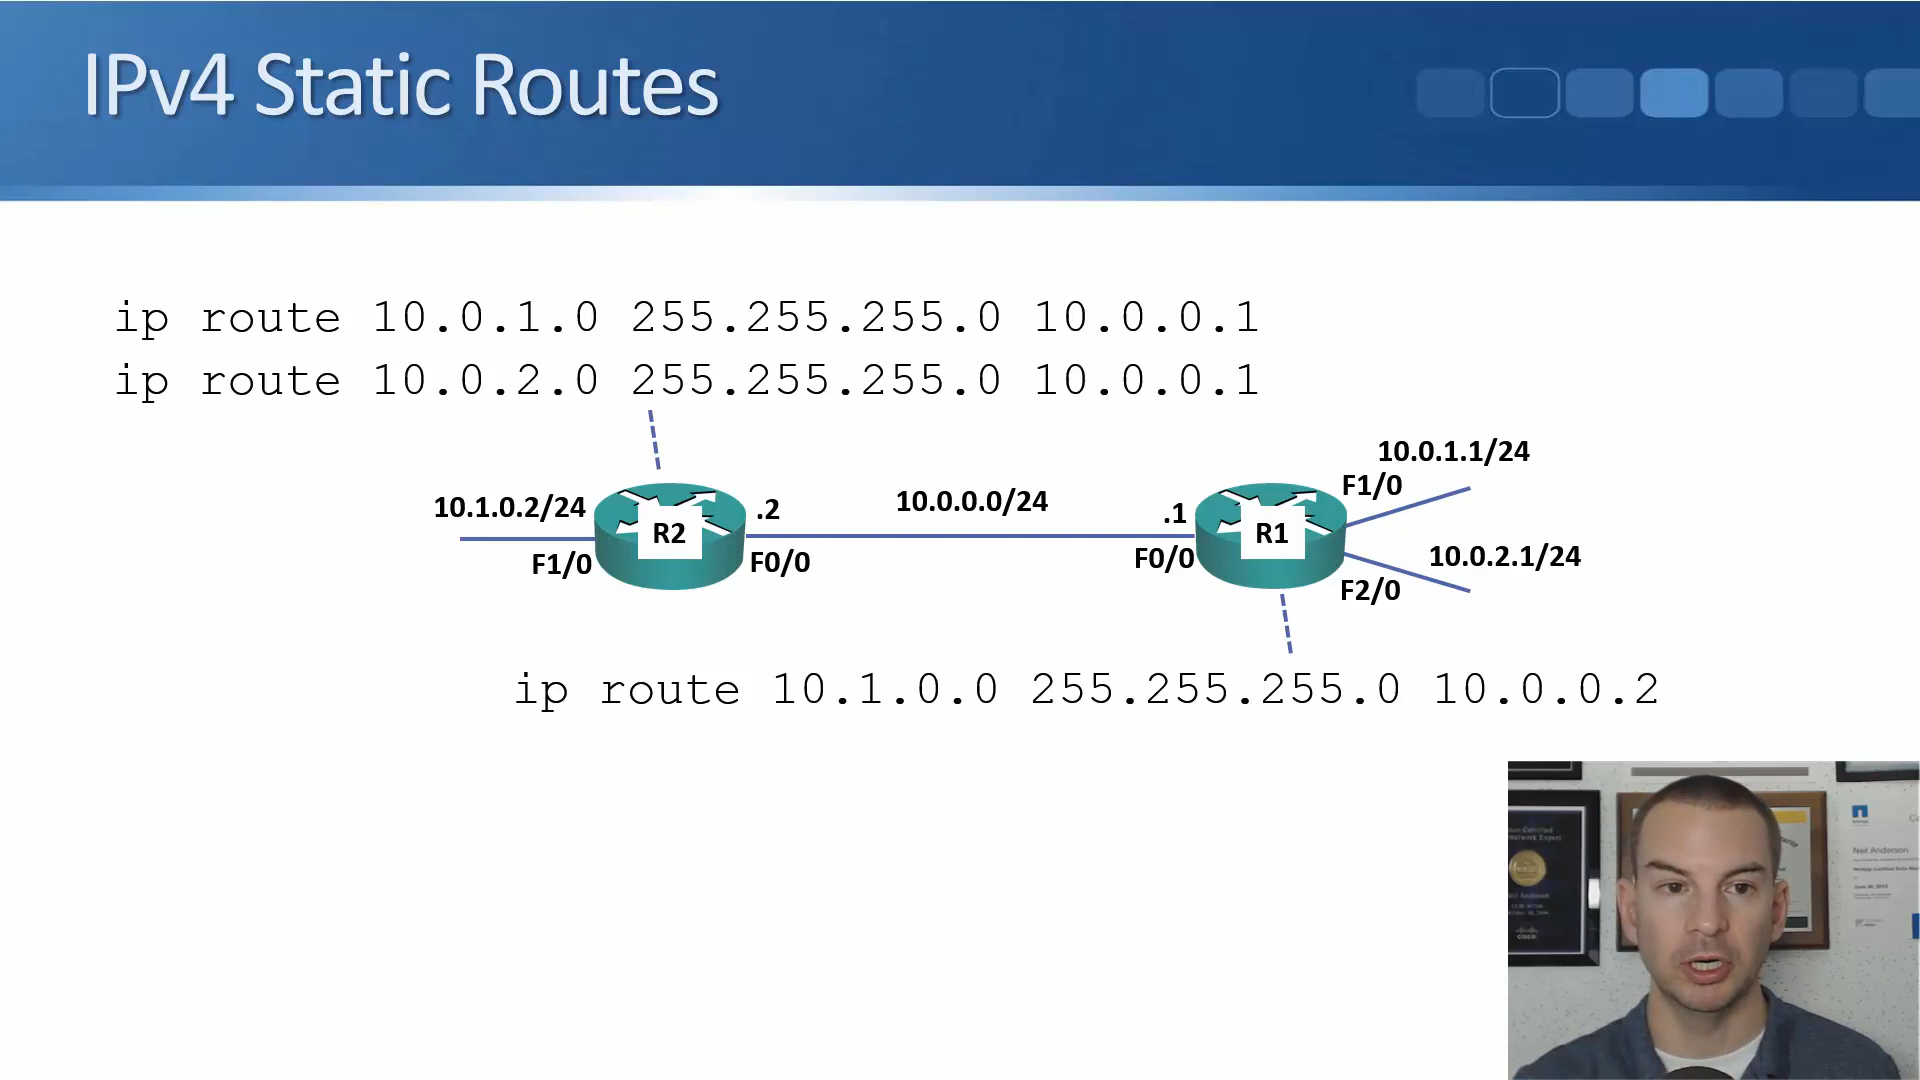 IPv4 Static Routes
ip route 10.0.1.0 255.255.255.0 10.0.0.1
ip route 10.0.2.0 255.255.255.0 10.0.0.1
10.0.1.1/24
F1/0
10.1.0.2/24
R2
.2
10.0.0.0/24
.1
R1
F1/0
F0/0
F0/0
10.0.2.1/24
F2/0
ip route 10.1.0.0 255.255.255.0 10.0.0.2
Neil Anderson